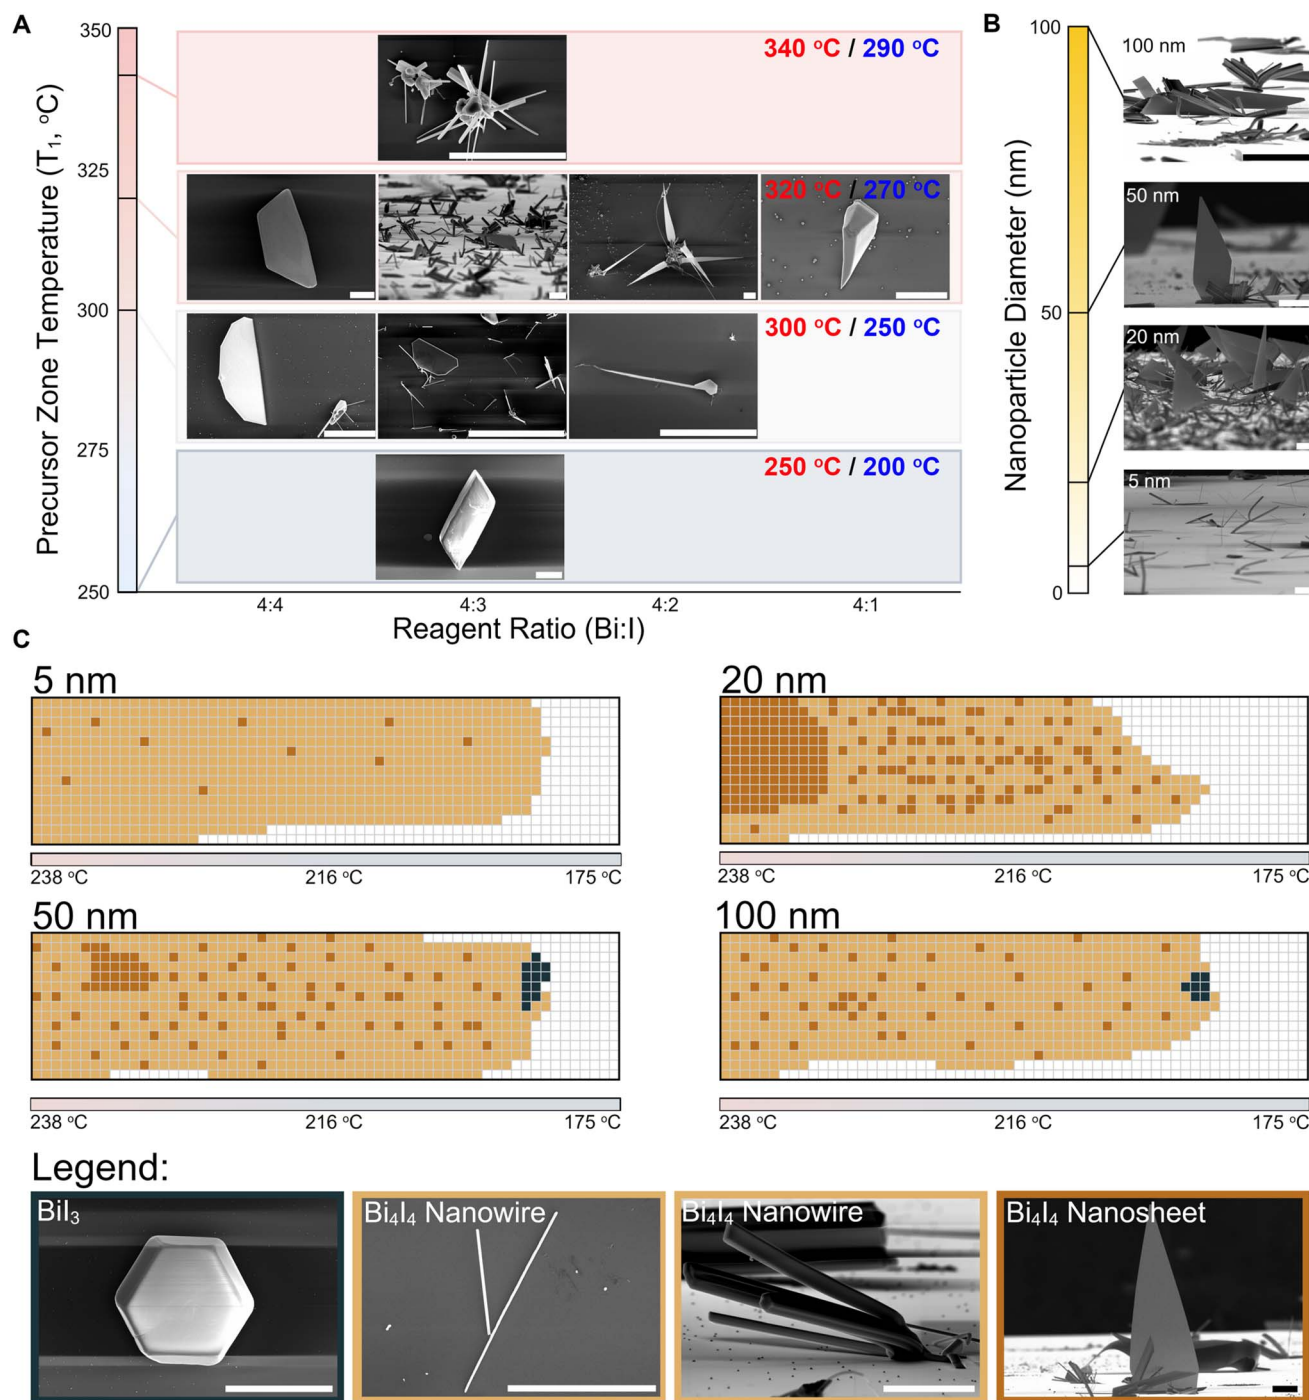 A
350
325
300
275
250
Precursor Zone Temperature (T₁, °C)
340 °C / 290 °C
320 °C / 270 °C
300 °C / 250 °C
250 °C / 200 °C
4:4
4:3
4:2
4:1
Reagent Ratio (Bi:I)
B
100
50
0
Nanoparticle Diameter (nm)
100 nm
50 nm
20 nm
5 nm
C
5 nm
238 °C
216 °C
175 °C
20 nm
238 °C
216 °C
175 °C
50 nm
238 °C
216 °C
175 °C
100 nm
238 °C
216 °C
175 °C
Legend:
BiI₃
Bi₄I₄ Nanowire
Bi₄I₄ Nanowire
Bi₄I₄ Nanosheet